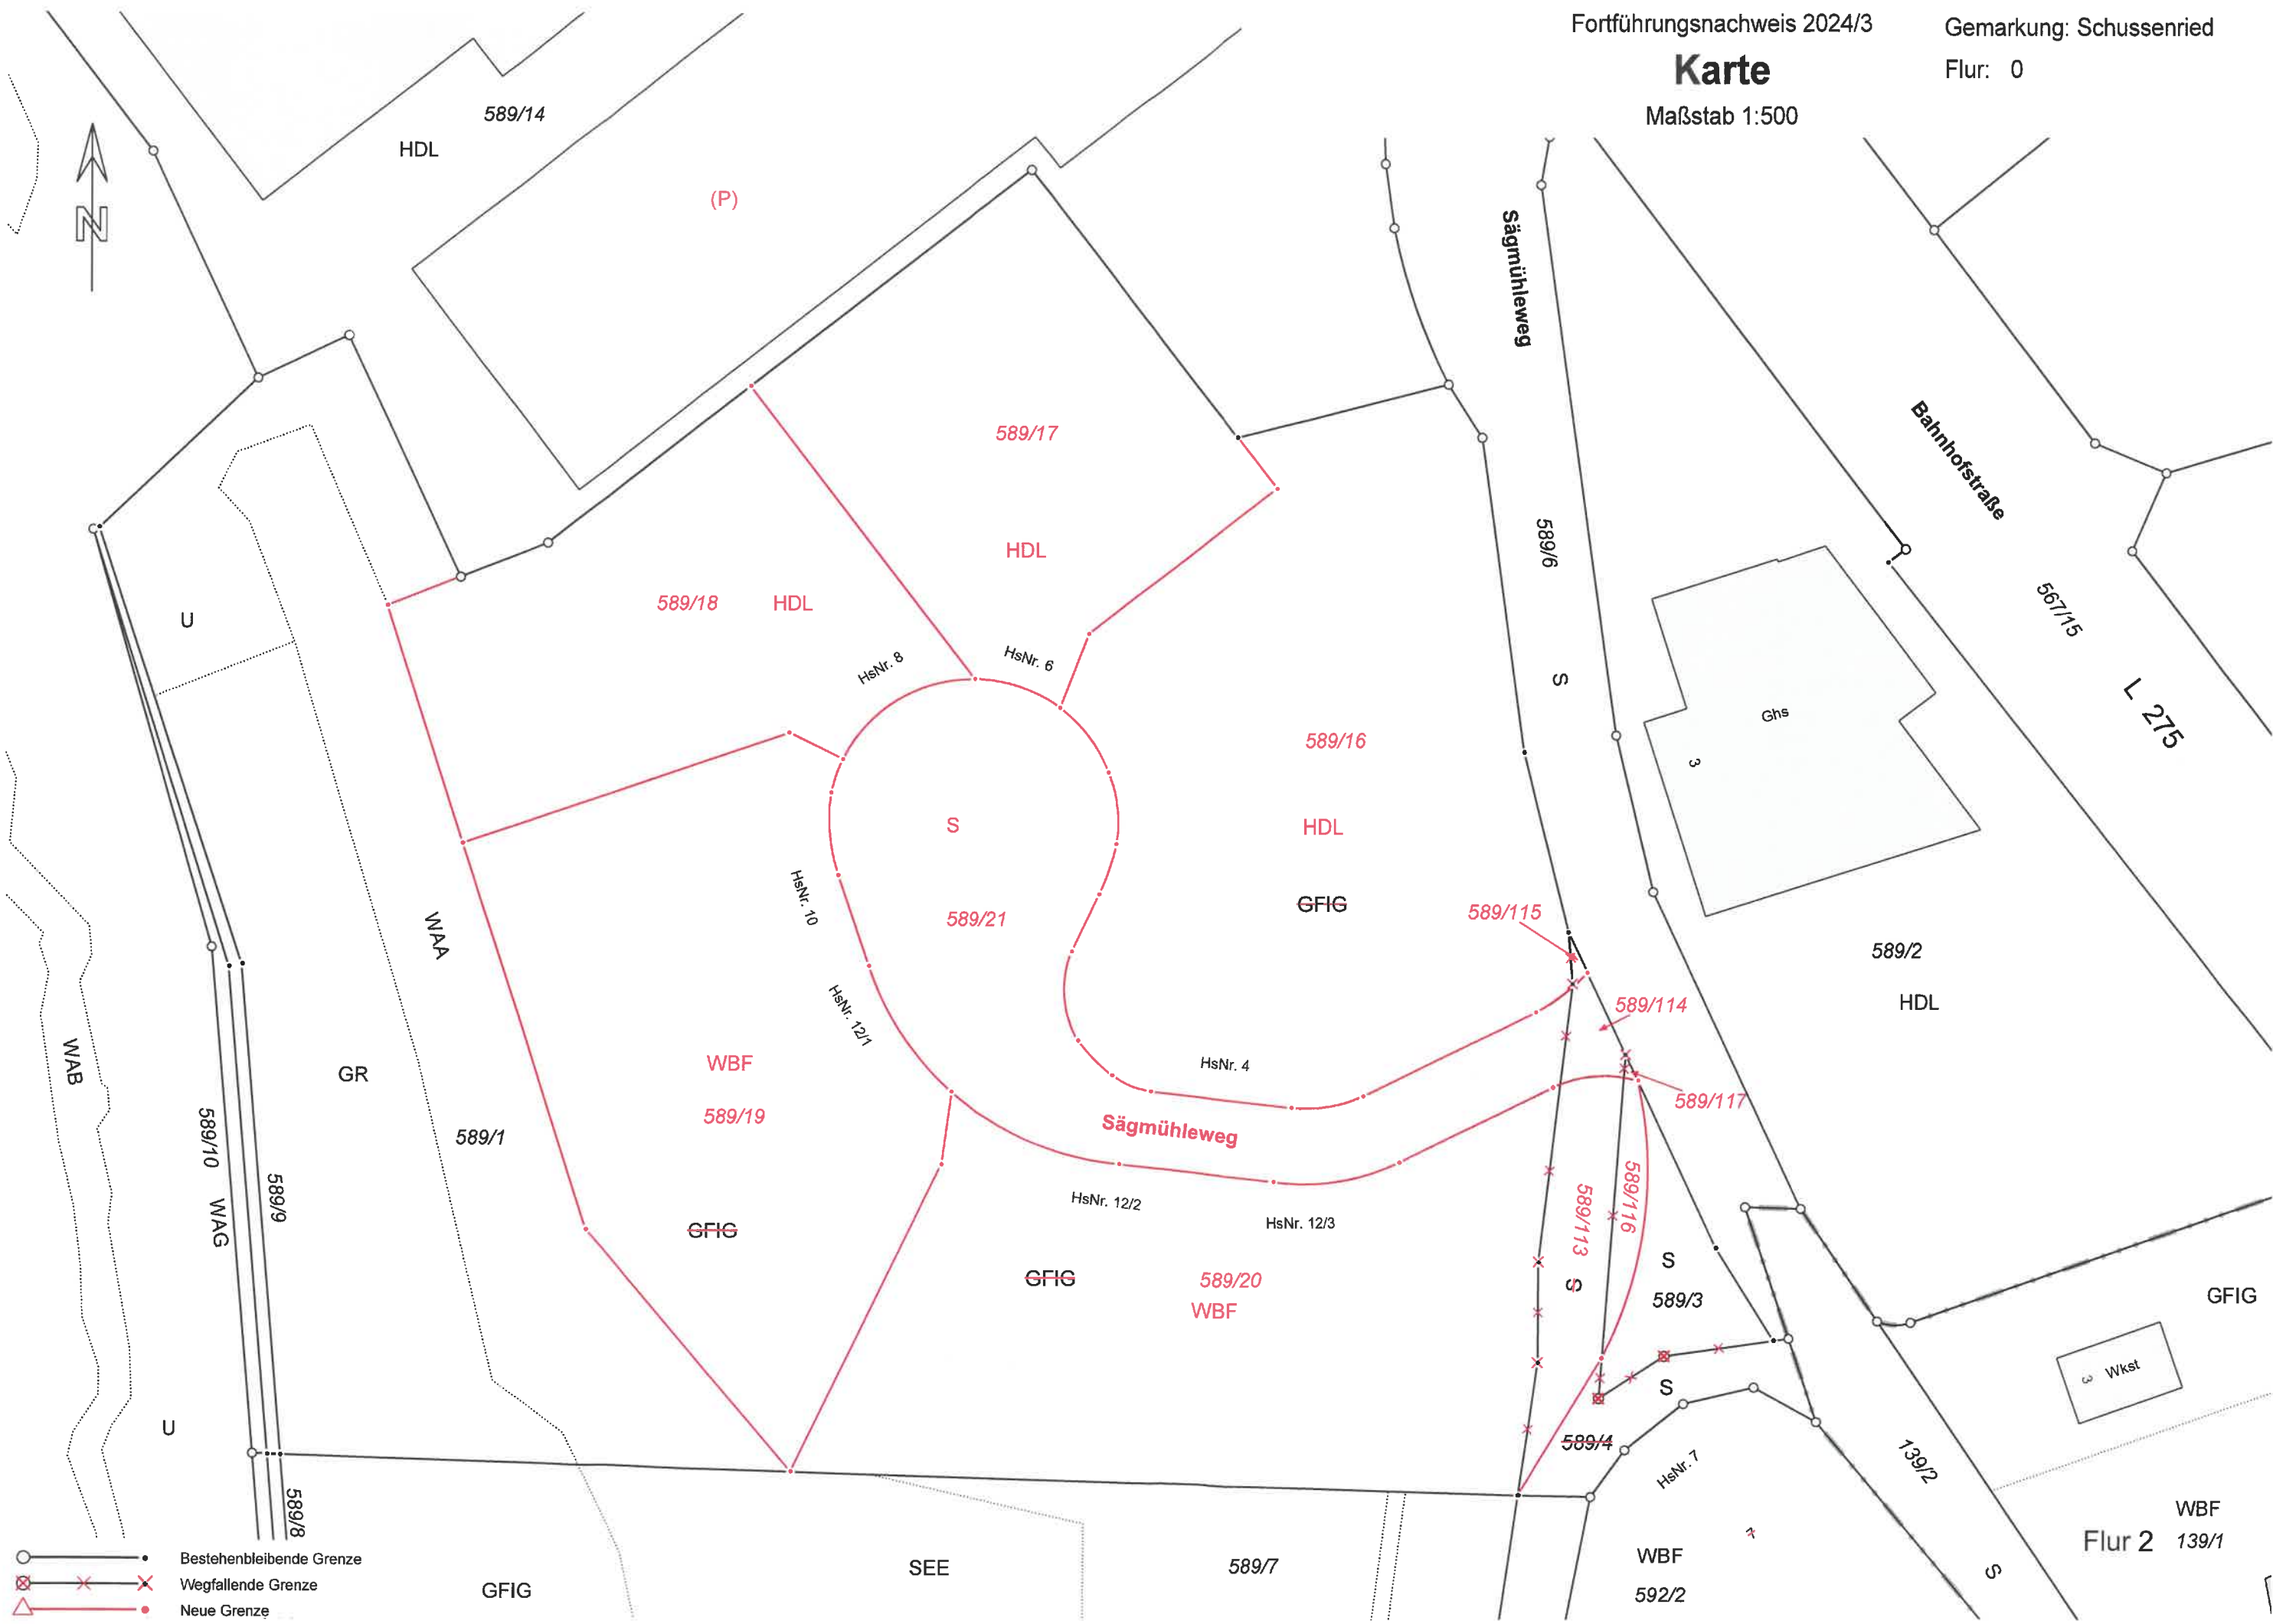 Fortführungsnachweis 2024/3
Gemarkung: Schussenried
Karte
Flur: 0
Maßstab 1:500
589/14
HDL
(P)
N
Sägmühleweg
Bahnhofstraße
589/17
HDL
589/6
S
567/15
L 275
U
589/18 HDL
HsNr. 8
HsNr. 6
Ghs
3
589/16
HDL
GFIG
S
589/21
HsNr. 10
HsNr. 12/1
589/115
589/2
HDL
589/114
589/117
WAA
WAB
GR
589/1
WBF
589/19
GFIG
HsNr. 4
Sägmühleweg
HsNr. 12/2
HsNr. 12/3
589/10
WAG
589/9
GFIG
589/20
WBF
589/113
S
589/116
S
589/3
GFIG
Wkst
3
S
589/4
HsNr. 7
139/2
U
589/8
WBF
Flur 2 139/1
S
7
WBF
592/2
SEE
589/7
GFIG
Bestehenbleibende Grenze
Wegfallende Grenze
Neue Grenze